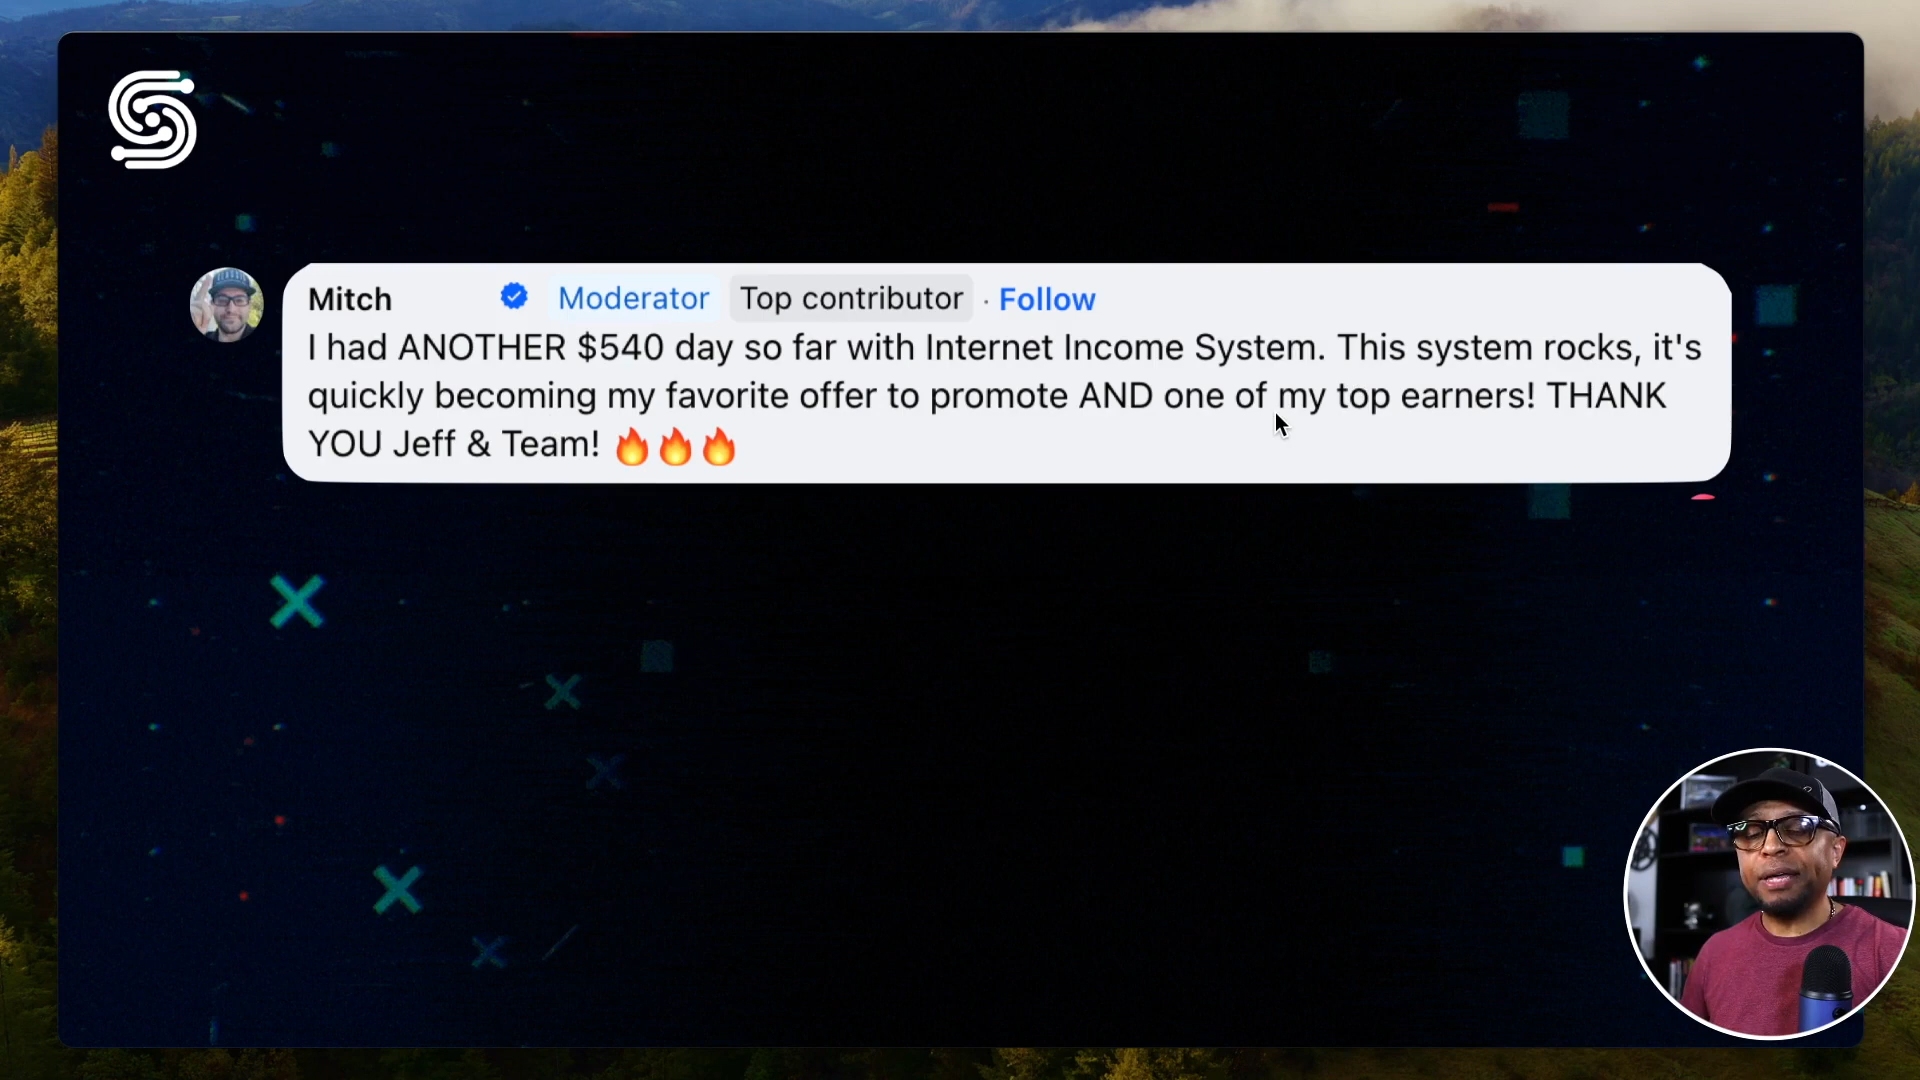 Mitch Moderator Top contributor · Follow
I had ANOTHER $540 day so far with Internet Income System. This system rocks, it's
quickly becoming my favorite offer to promote AND one of my top earners! THANK
YOU Jeff & Team! 🔥🔥🔥